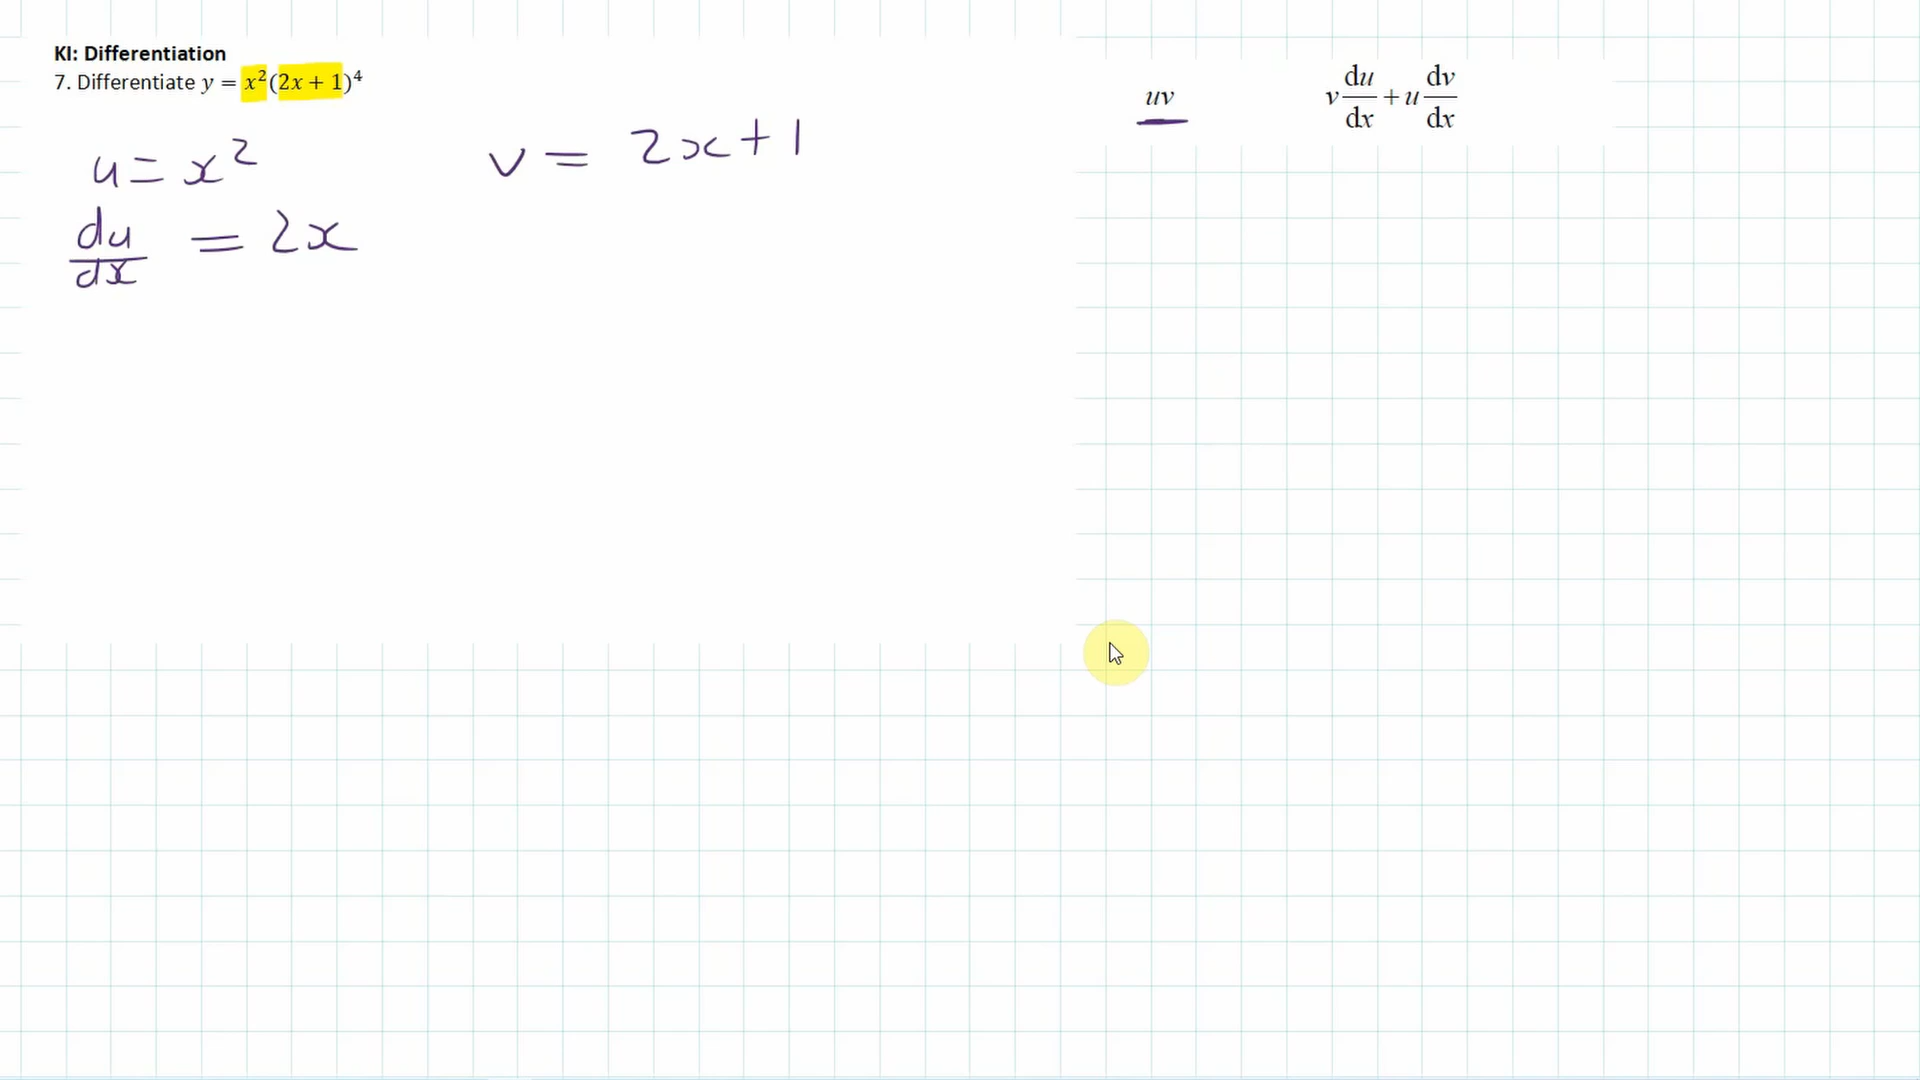 KI: Differentiation
7. Differentiate y = x²(2x + 1)⁴
uv
v du/dx + u dv/dx
u = x²
v = 2x + 1
du/dx = 2x